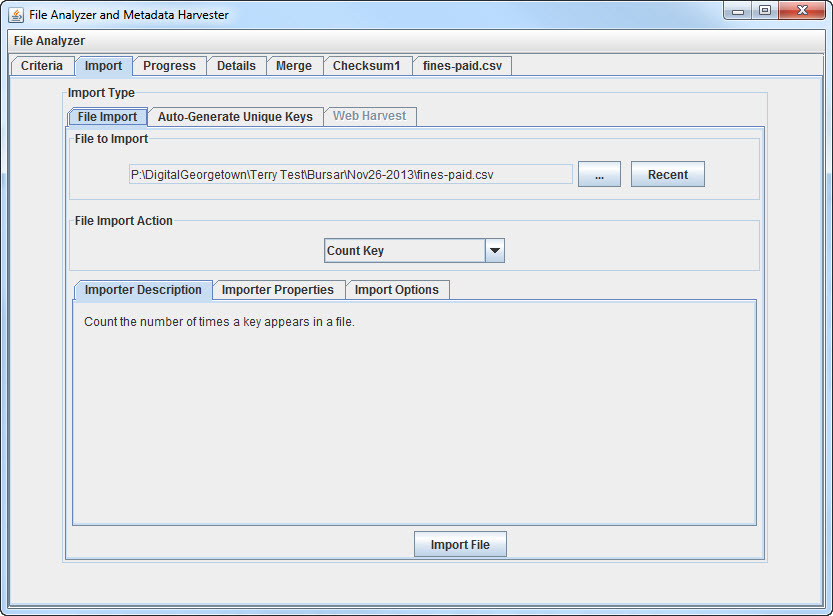 File Analyzer and Metadata Harvester
File Analyzer
Criteria Import Progress Details Merge Checksum1 fines-paid.csv
Import Type
File Import Auto-Generate Unique Keys Web Harvest
File to Import
P:\DigitalGeorgetown\Terry Test\Bursar\Nov26-2013\fines-paid.csv ... Recent
File Import Action
Count Key
Importer Description Importer Properties Import Options
Count the number of times a key appears in a file.
Import File